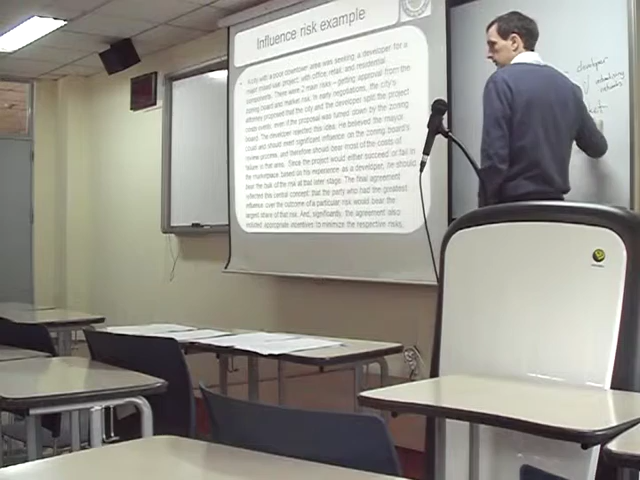 Influence risk example
A city with a poor downtown area was seeking a developer for a
major mixed-use project, with office, retail, and residential
components. There were 2 main risks – getting approval from the
zoning board and market risk. In early negotiations, the city's
attorney proposed that the city and the developer split the project
costs evenly, even if the proposal was turned down by the zoning
board. The developer rejected this idea. He believed the mayor
could and should exert significant influence on the zoning board's
review process, and therefore should bear most of the costs of
failure in this area. Since the project would either succeed or fail in
the marketplace based on his experience as a developer, he should
bear the bulk of the risk at that later stage. The final agreement
reflected this central concept: that the party who had the greatest
influence over the outcome of a particular risk would bear the
largest share of that risk. And, significantly, the agreement also
included appropriate incentives to minimize the respective risks.
developer